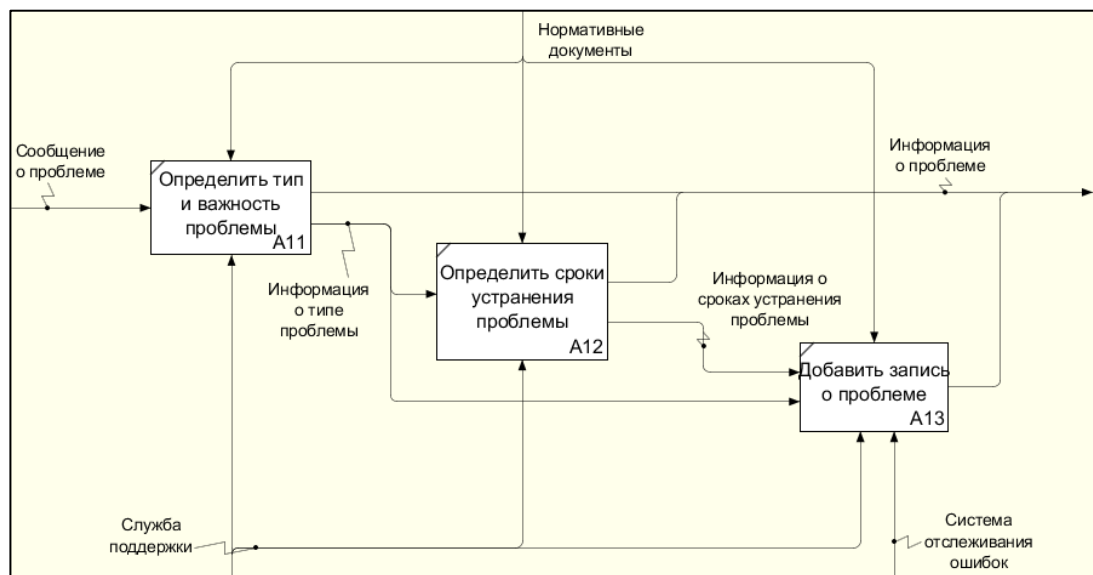 Нормативные
документы
Сообщение
о проблеме
Информация
о проблеме
Определить тип
и важность
проблемы
A11
Информация
о типе
проблемы
Определить сроки
устранения
проблемы
A12
Информация о
сроках устранения
проблемы
Добавить запись
о проблеме
A13
Служба
поддержки
Система
отслеживания
ошибок